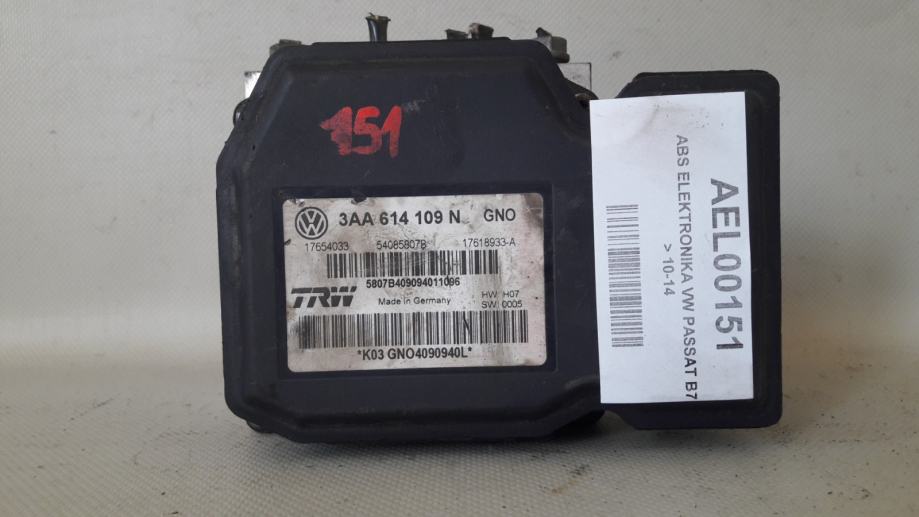 151
3AA 614 109 N GNO
17654033 54085807B 17618933-A
5807B409094011096
TRW Made in Germany HW H07
SW 0005
*K03 GNO4090940L*
AEL00151
ABS ELEKTRONIKA VW PASSAT B7
> 10-14